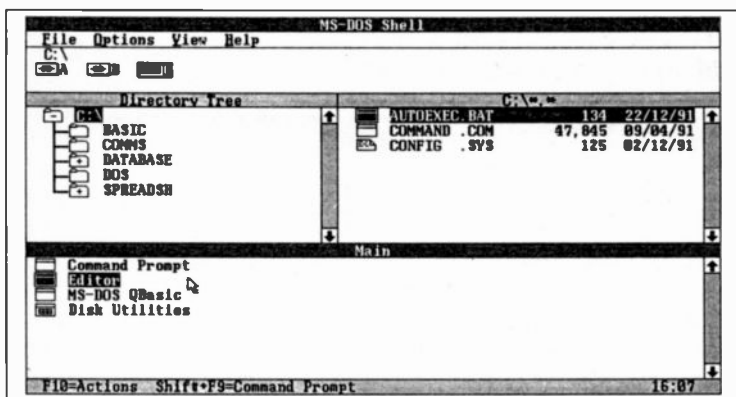 MS-DOS Shell
File Options View Help
C:\
A B C
Directory Tree
C:\
BASIC
COMMS
DATABASE
DOS
SPREADSH
C:\*.*
AUTOEXEC.BAT 134 22/12/91
COMMAND .COM 47,845 09/04/91
CONFIG .SYS 125 02/12/91
Main
Command Prompt
Editor
MS-DOS QBasic
Disk Utilities
F10=Actions Shift+F9=Command Prompt 16:07